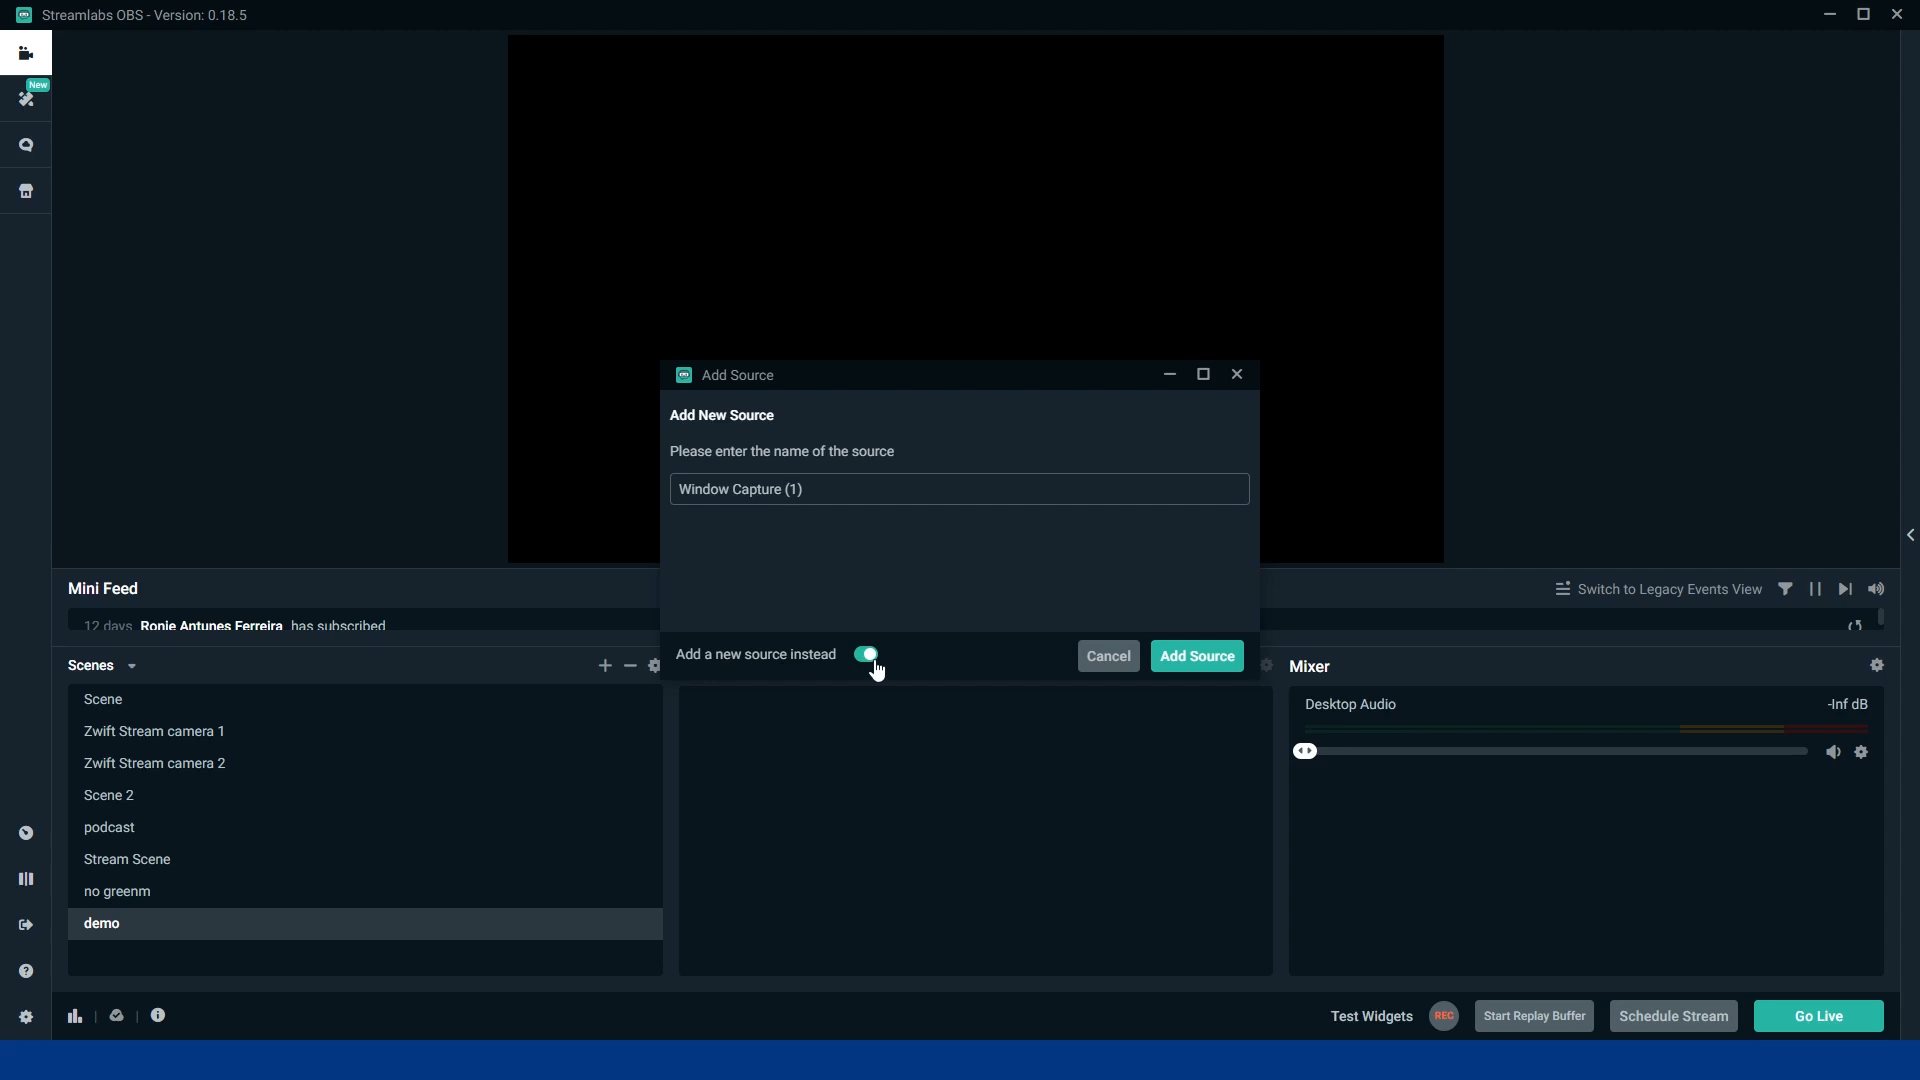 Streamlabs OBS - Version: 0.18.5
New
Add Source
Add New Source
Please enter the name of the source
Window Capture (1)
Add a new source instead
Cancel
Add Source
Mini Feed
Switch to Legacy Events View
12 days Ronie Antunes Ferreira has subscribed
Scenes
Scene
Zwift Stream camera 1
Zwift Stream camera 2
Scene 2
podcast
Stream Scene
no greenm
demo
Mixer
Desktop Audio
-Inf dB
Test Widgets
REC
Start Replay Buffer
Schedule Stream
Go Live